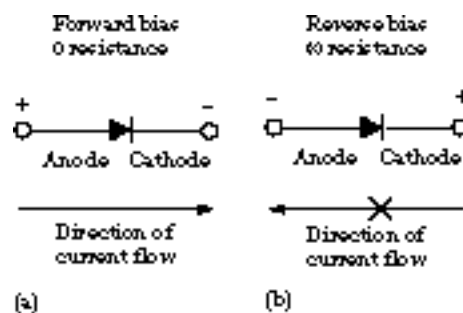 Forward bias
0 resistance
+
-
Anode Cathode
Direction of
current flow
(a)
Reverse bias
∞ resistance
-
+
Anode Cathode
Direction of
current flow
(b)